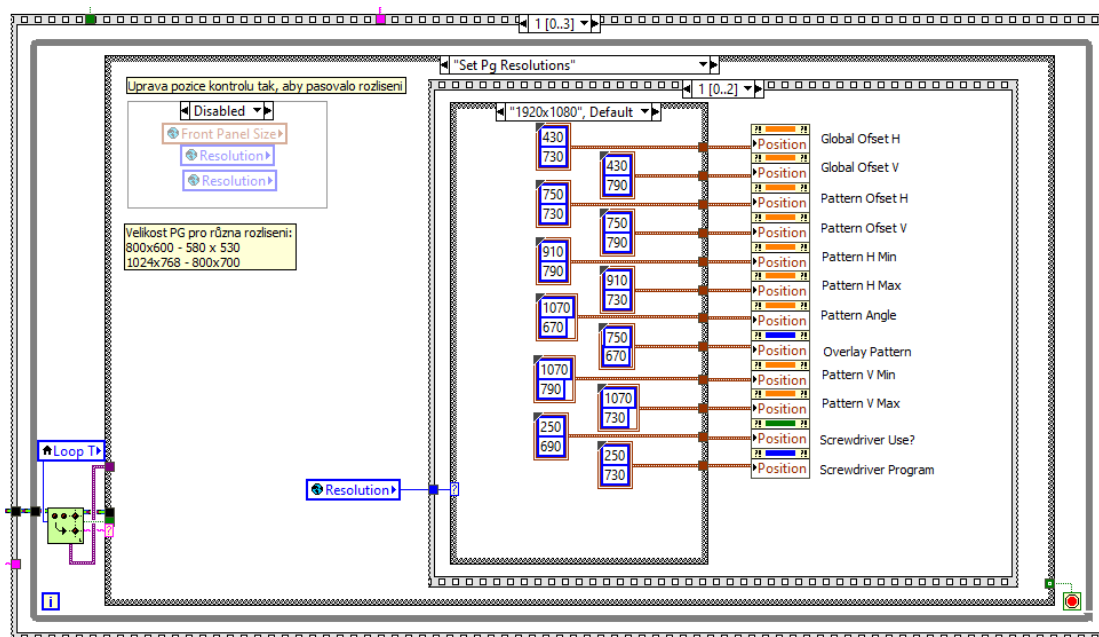 1 [0..3]
"Set Pg Resolutions"
Uprava pozice kontrolu tak, aby pasovalo rozliseni
1 [0..2]
Disabled
"1920x1080", Default
Front Panel Size
Resolution
Resolution
430
730
Position
Global Ofset H
430
790
Position
Global Ofset V
750
730
Position
Pattern Ofset H
750
790
Position
Pattern Ofset V
Velikost PG pro různa rozliseni:
800x600 - 580 x 530
1024x768 - 800x700
910
790
Position
Pattern H Min
910
730
Position
Pattern H Max
1070
670
Position
Pattern Angle
750
670
Position
Overlay Pattern
1070
790
Position
Pattern V Min
1070
730
Position
Pattern V Max
250
690
Position
Screwdriver Use?
250
730
Position
Screwdriver Program
Loop T
Resolution
?
?
i